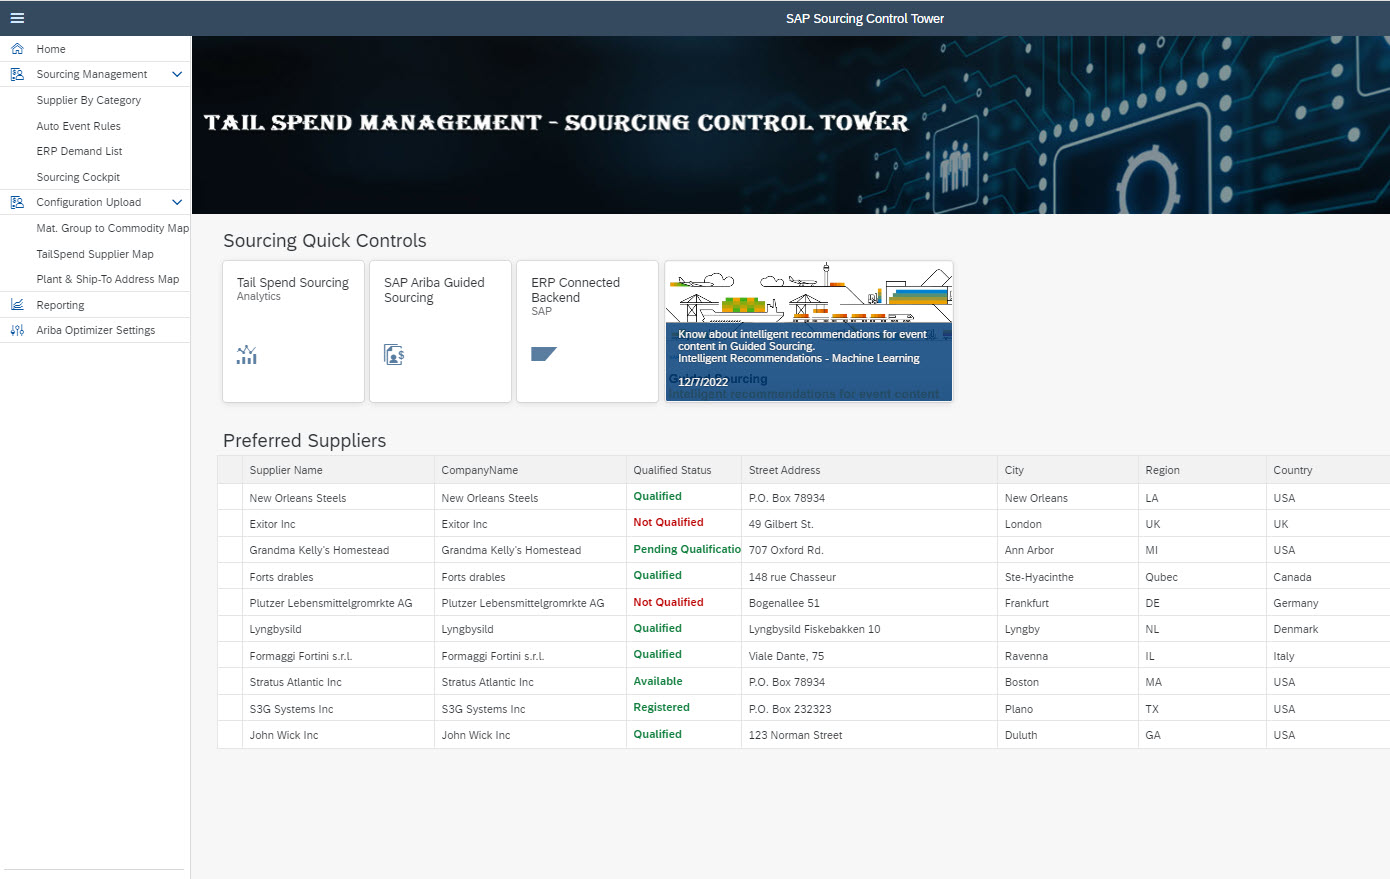 SAP Sourcing Control Tower
Home
Sourcing Management
Supplier By Category
Auto Event Rules
ERP Demand List
Sourcing Cockpit
Configuration Upload
Mat. Group to Commodity Map
TailSpend Supplier Map
Plant & Ship-To Address Map
Reporting
Ariba Optimizer Settings
TAIL SPEND MANAGEMENT - SOURCING CONTROL TOWER
Sourcing Quick Controls
Tail Spend Sourcing
Analytics
SAP Ariba Guided
Sourcing
ERP Connected
Backend
SAP
Know about intelligent recommendations for event
content in Guided Sourcing.
Intelligent Recommendations - Machine Learning
Guided Sourcing
12/7/2022
Intelligent recommendations for event content
Preferred Suppliers
Supplier Name CompanyName Qualified Status Street Address City Region Country
New Orleans Steels New Orleans Steels Qualified P.O. Box 78934 New Orleans LA USA
Exitor Inc Exitor Inc Not Qualified 49 Gilbert St. London UK UK
Grandma Kelly's Homestead Grandma Kelly's Homestead Pending Qualificatio 707 Oxford Rd. Ann Arbor MI USA
Forts drables Forts drables Qualified 148 rue Chasseur Ste-Hyacinthe Qubec Canada
Plutzer Lebensmittelgromrkte AG Plutzer Lebensmittelgromrkte AG Not Qualified Bogenallee 51 Frankfurt DE Germany
Lyngbysild Lyngbysild Qualified Lyngbysild Fiskebakken 10 Lyngby NL Denmark
Formaggi Fortini s.r.l. Formaggi Fortini s.r.l. Qualified Viale Dante, 75 Ravenna IL Italy
Stratus Atlantic Inc Stratus Atlantic Inc Available P.O. Box 78934 Boston MA USA
S3G Systems Inc S3G Systems Inc Registered P.O. Box 232323 Plano TX USA
John Wick Inc John Wick Inc Qualified 123 Norman Street Duluth GA USA